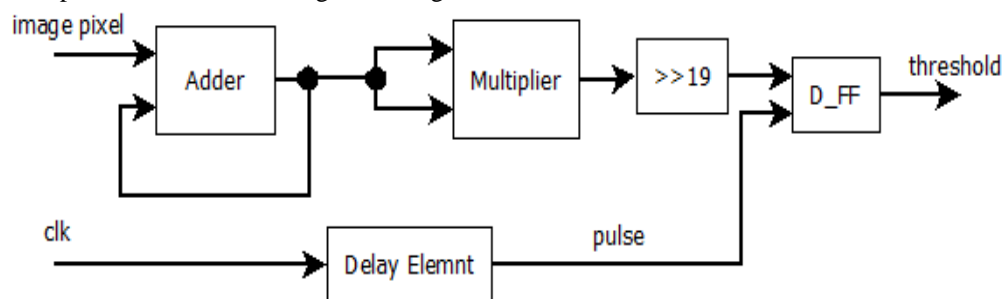 image pixel
Adder
Multiplier
>>19
D_FF
threshold
clk
Delay Elemnt
pulse